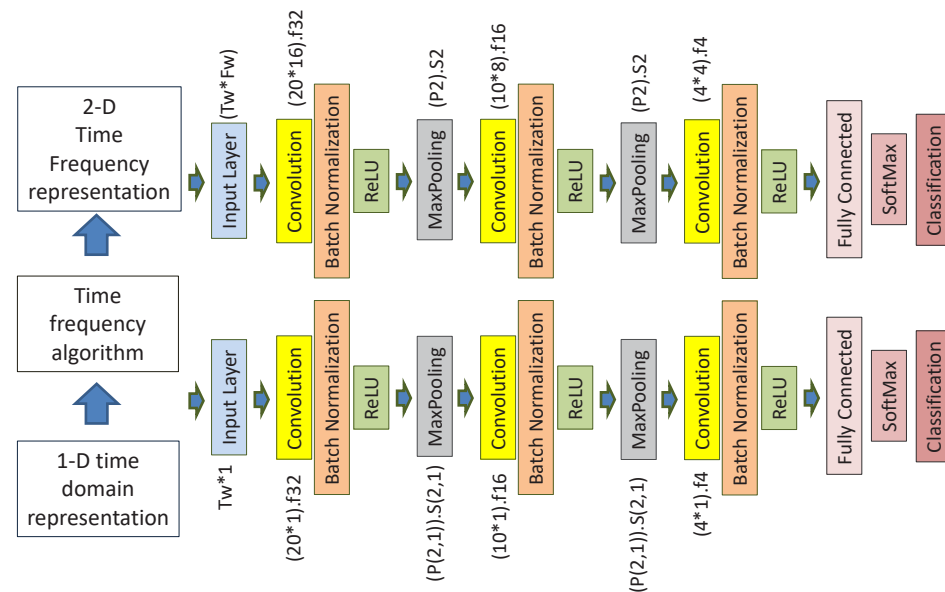 2-D
Time
Frequency
representation
Time
frequency
algorithm
1-D time
domain
representation
Input Layer
(Tw*Fw)
Convolution
(20*16).f32
Batch Normalization
ReLU
MaxPooling
(P2).S2
Convolution
(10*8).f16
Batch Normalization
ReLU
MaxPooling
(P2).S2
Convolution
(4*4).f4
Batch Normalization
ReLU
Fully Connected
SoftMax
Classification
Input Layer
Tw*1
Convolution
(20*1).f32
Batch Normalization
ReLU
MaxPooling
(P(2,1)).S(2,1)
Convolution
(10*1).f16
Batch Normalization
ReLU
MaxPooling
(P(2,1)).S(2,1)
Convolution
(4*1).f4
Batch Normalization
ReLU
Fully Connected
SoftMax
Classification